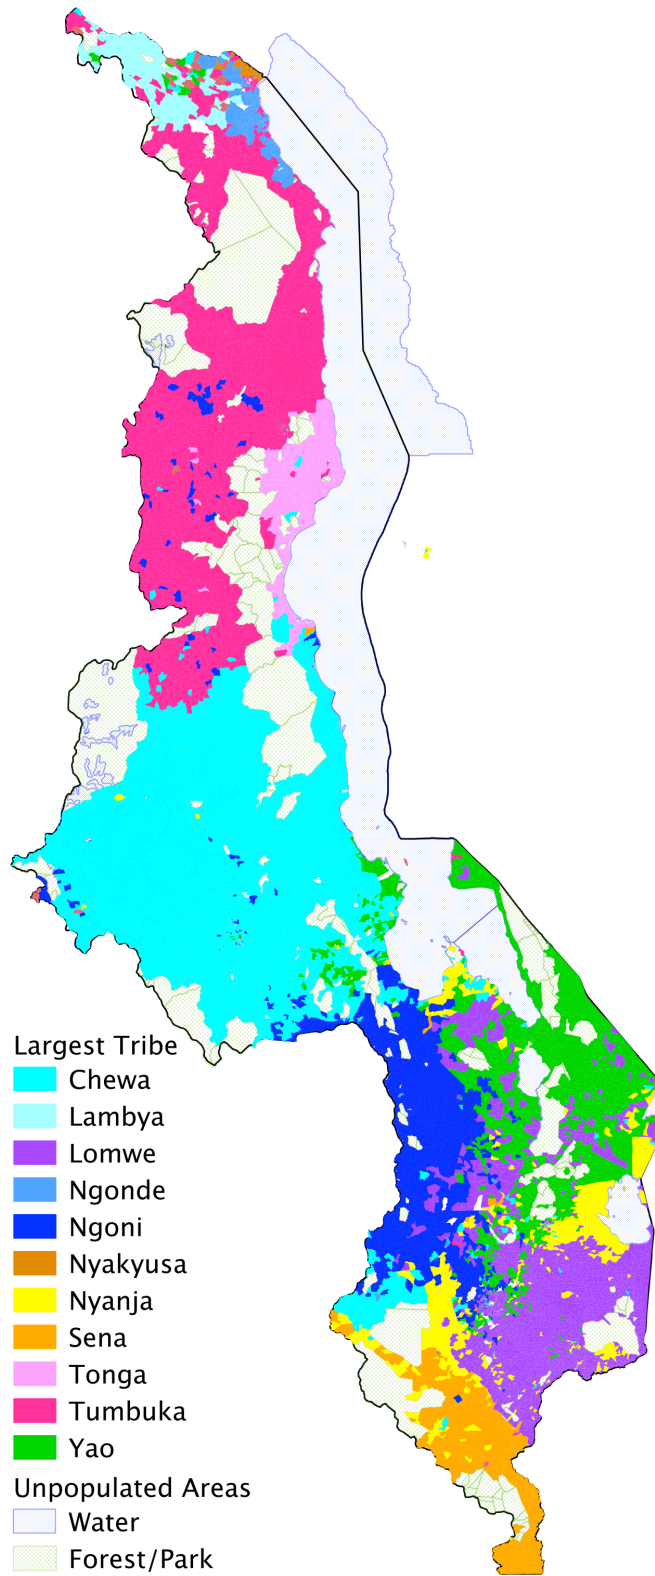 Largest Tribe
Chewa
Lambya
Lomwe
Ngonde
Ngoni
Nyakyusa
Nyanja
Sena
Tonga
Tumbuka
Yao
Unpopulated Areas
Water
Forest/Park